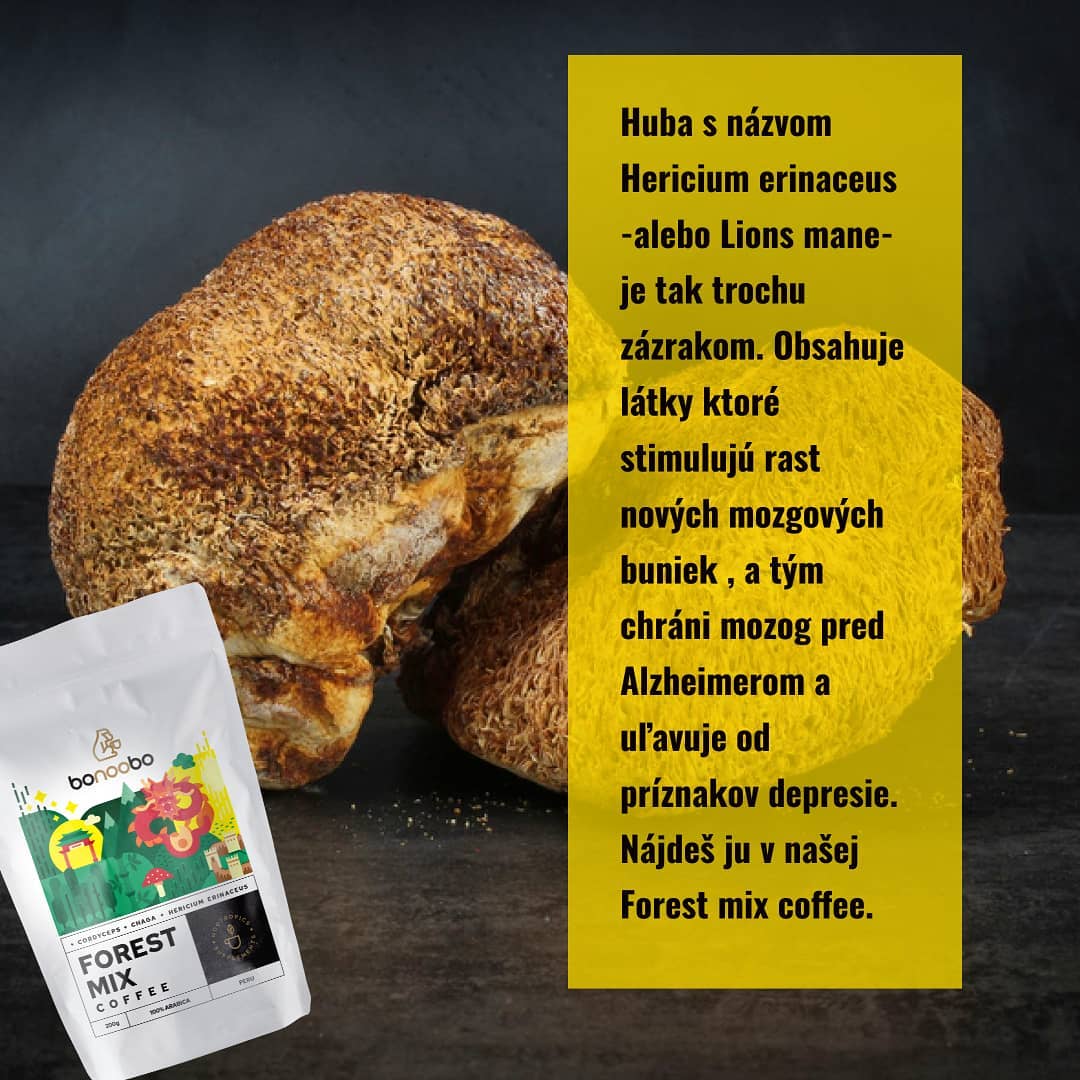 Huba s názvom
Hericium erinaceus
-alebo Lions mane-
je tak trochu
zázrakom. Obsahuje
látky ktoré
stimulujú rast
nových mozgových
buniek , a tým
chráni mozog pred
Alzheimerom a
uľavuje od
príznakov depresie.
Nájdeš ju v našej
Forest mix coffee.
bonoobo
• CORDYCEPS • CHAGA • HERICIUM ERINACEUS
FOREST
MIX
COFFEE
200g
100% ARABICA
PERU